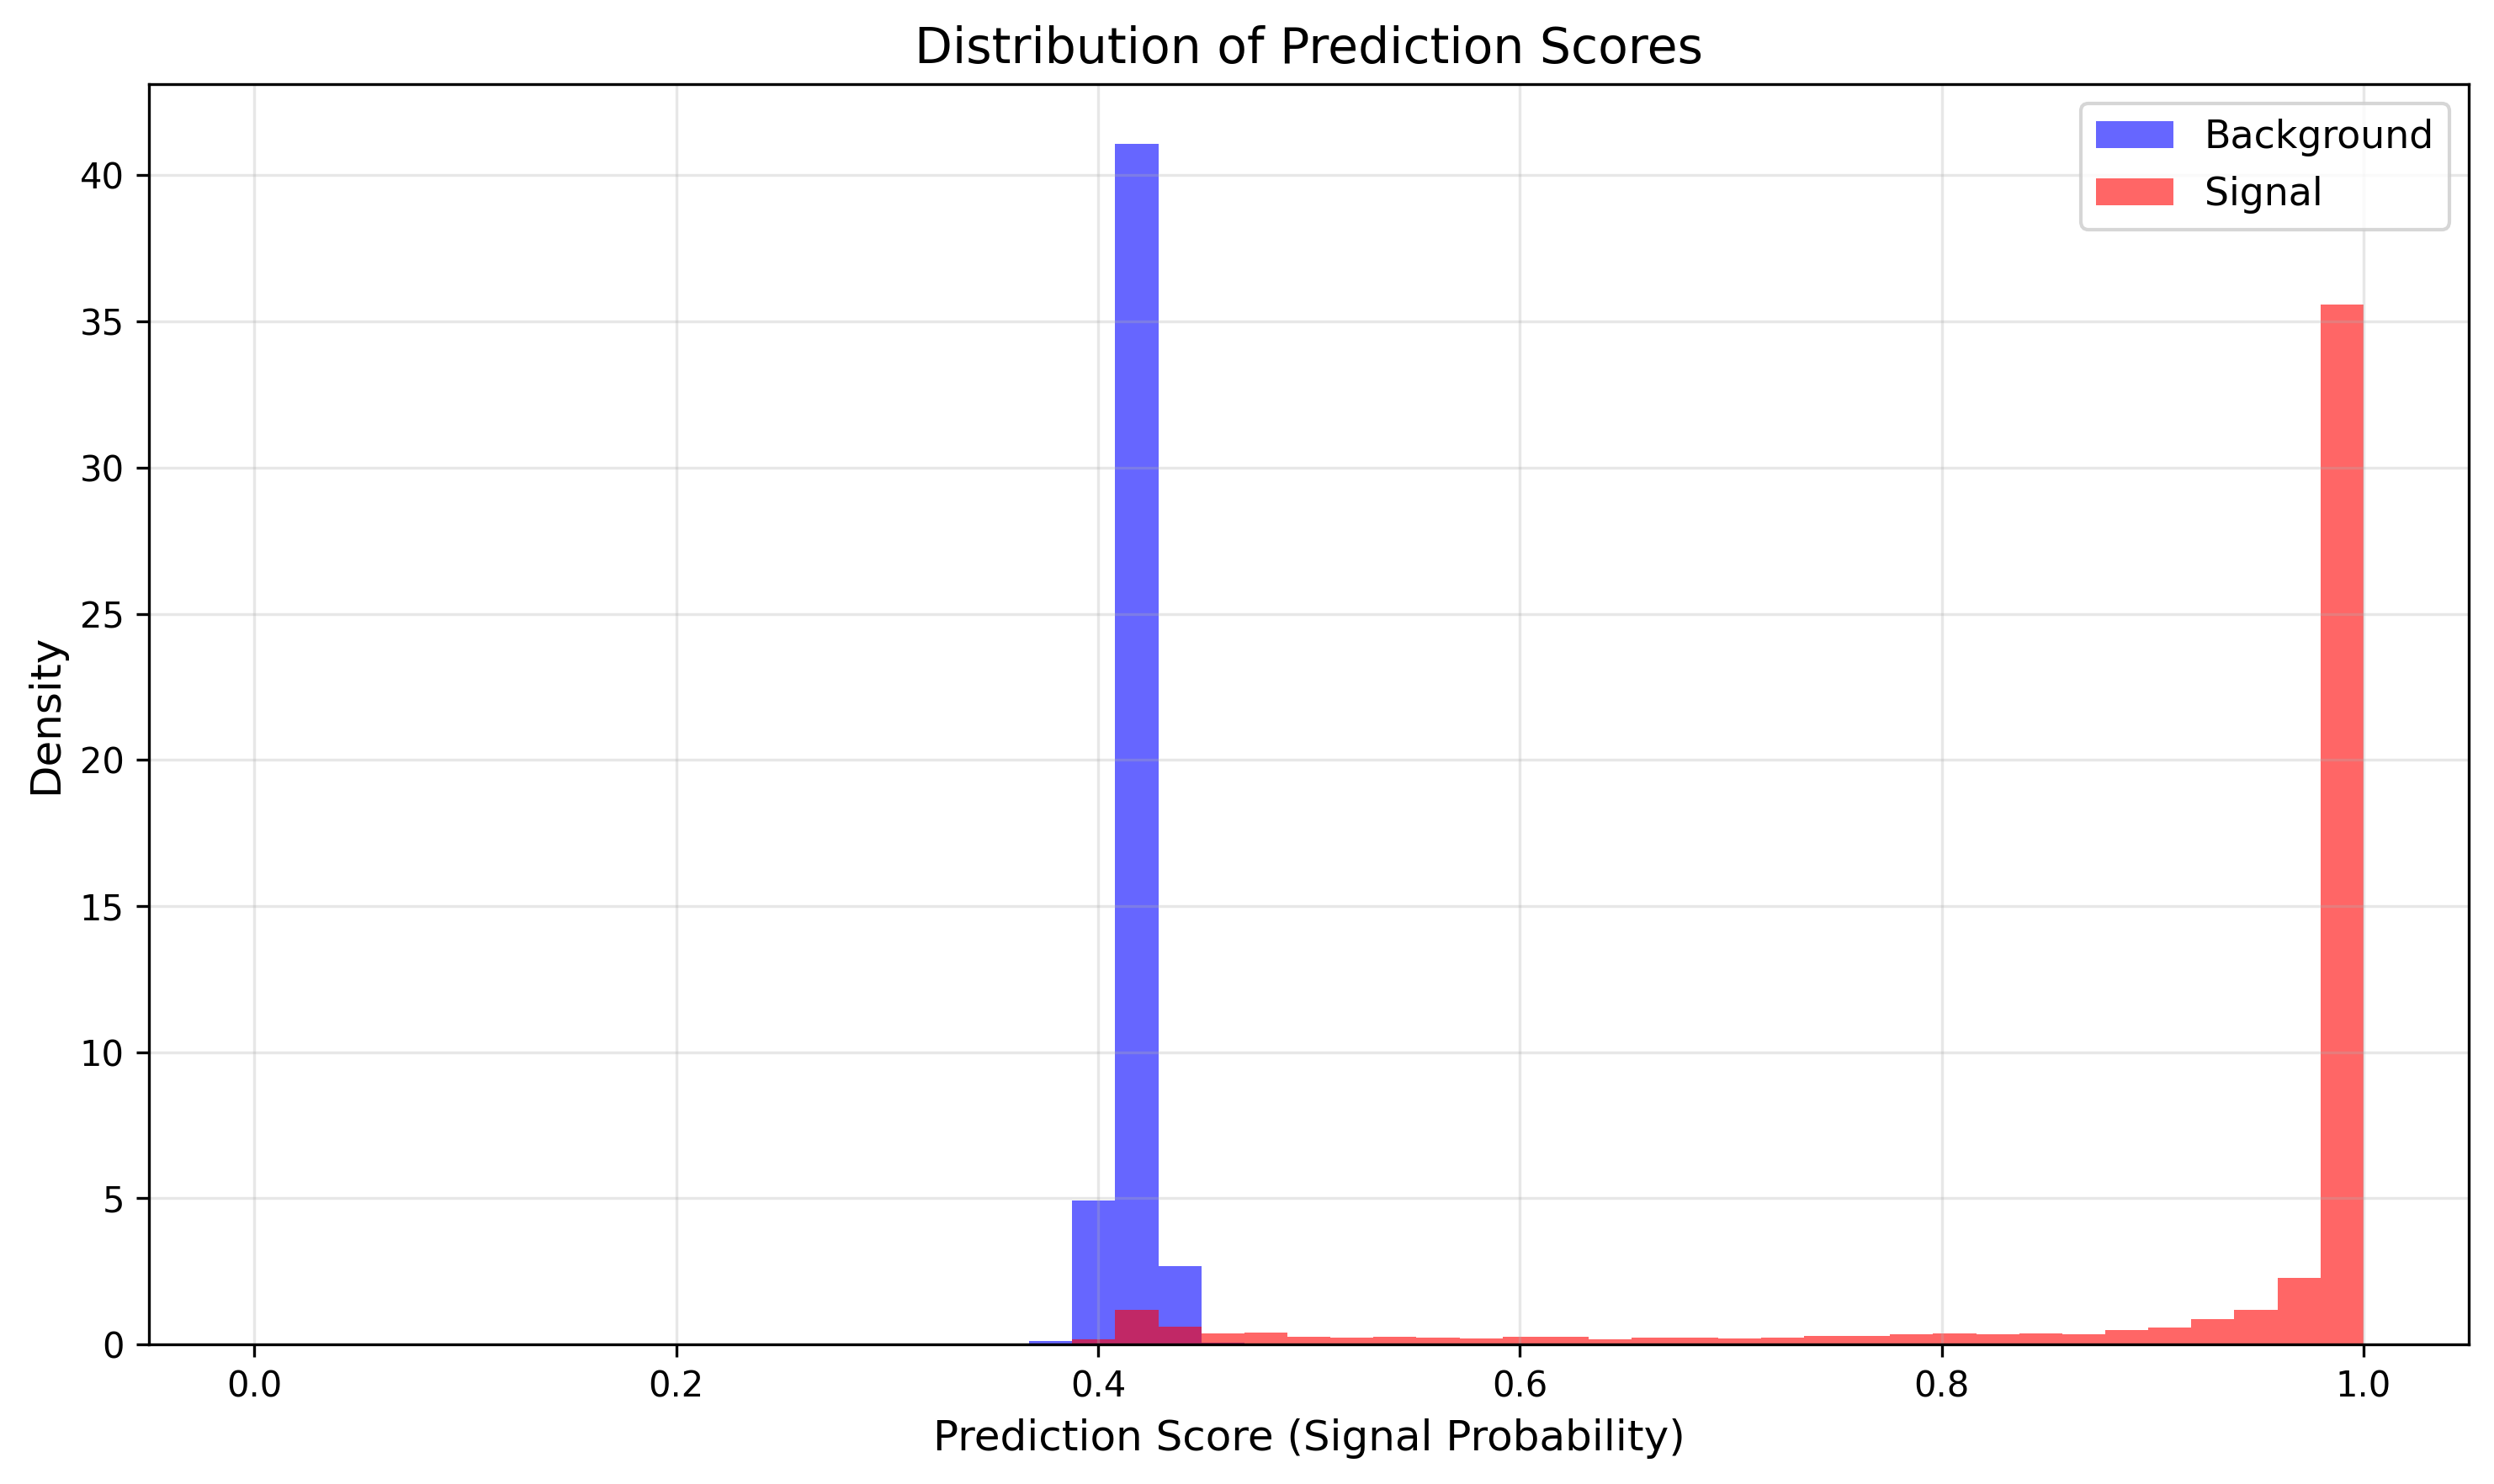 Distribution of Prediction Scores
Background
Signal
Density
40
35
30
25
20
15
10
5
0
0.0 0.2 0.4 0.6 0.8 1.0
Prediction Score (Signal Probability)